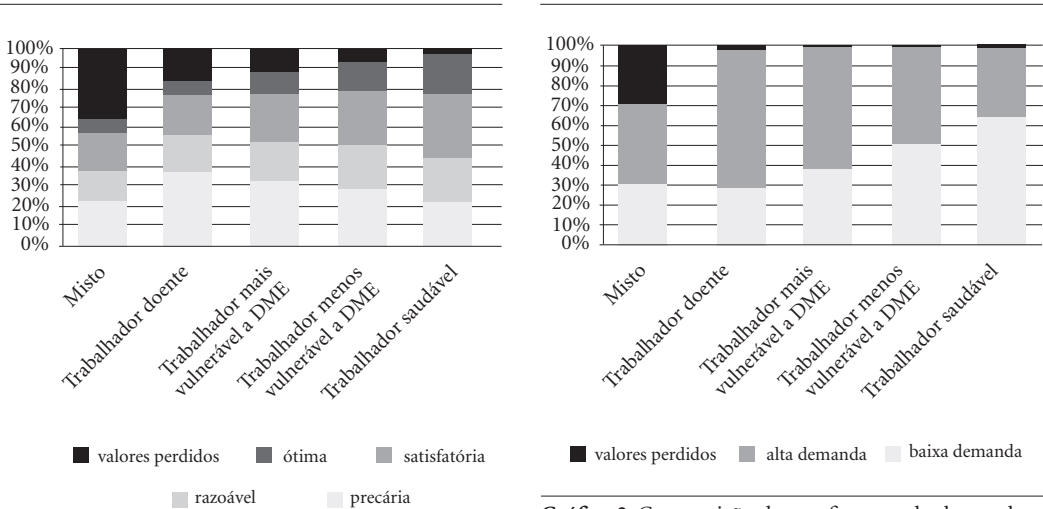 100%
90%
80%
70%
60%
50%
40%
30%
20%
10%
0%
Misto
Trabalhador doente
Trabalhador mais
vulnerável a DME
Trabalhador menos
vulnerável a DME
Trabalhador saudável
valores perdidos ótima satisfatória
razoável precária
100%
90%
80%
70%
60%
50%
40%
30%
20%
10%
0%
Misto
Trabalhador doente
Trabalhador mais
vulnerável a DME
Trabalhador menos
vulnerável a DME
Trabalhador saudável
valores perdidos alta demanda baixa demanda